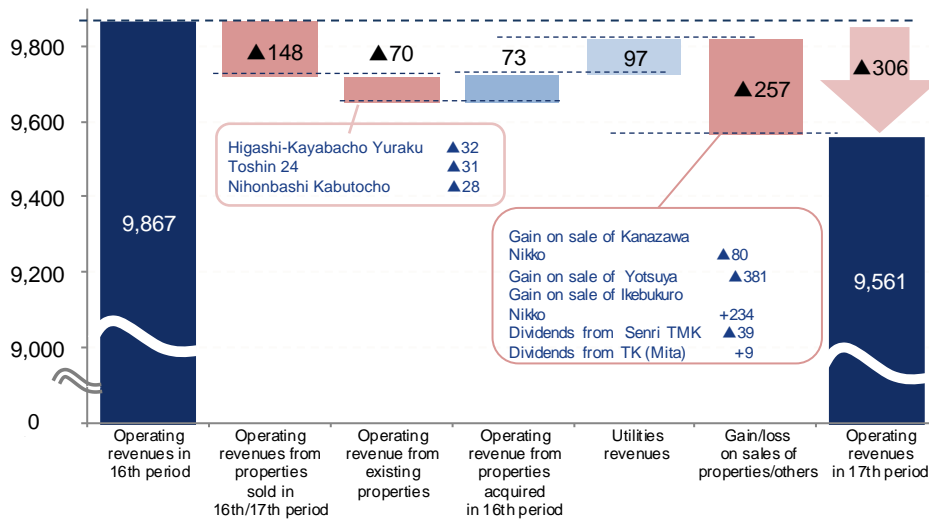 9,800
9,600
9,400
9,200
9,000
0
9,867
▲148
▲70
73
97
▲257
▲306
9,561
Higashi-Kayabacho Yuraku ▲32
Toshin 24 ▲31
Nihonbashi Kabutocho ▲28
Gain on sale of Kanazawa
Nikko ▲80
Gain on sale of Yotsuya ▲381
Gain on sale of Ikebukuro
Nikko +234
Dividends from Senri TMK ▲39
Dividends from TK (Mita) +9
Operating
revenues in
16th period
Operating
revenues from
properties
sold in
16th/17th period
Operating
revenue from
existing
properties
Operating
revenue from
properties
acquired
in 16th period
Utilities
revenues
Gain/loss
on sales of
properties/others
Operating
revenues
in 17th period